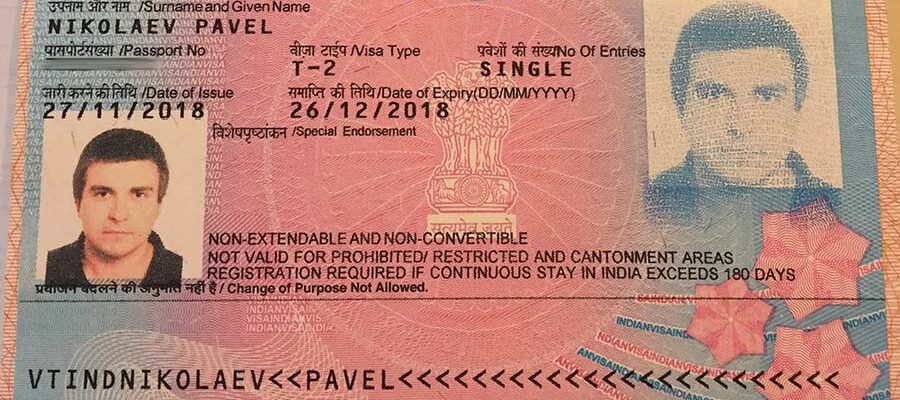 उपनाम और नाम /Surname and Given Name
NIKOLAEV PAVEL
पासपोटसंख्या /Passport No वीजा टाईप /Visa Type प्रवेशों की संख्या/No Of Entries
T-2 SINGLE
जारी करने की तिथि /Date of Issue समाप्ति की तिथि/Date of Expiry(DD/MM/YYYY)
27/11/2018 26/12/2018
विशेषपृष्ठांकन /Special Endorsement
सत्यमेव जयते
NON-EXTENDABLE AND NON-CONVERTIBLE
NOT VALID FOR PROHIBITED/ RESTRICTED AND CANTONMENT AREAS
REGISTRATION REQUIRED IF CONTINUOUS STAY IN INDIA EXCEEDS 180 DAYS
प्रयोजन बदलने की अनुमति नहीं है / Change of Purpose Not Allowed.
VTINDNIKOLAEV<<PAVEL<<<<<<<<<<<<<<<<<<<<<<<<